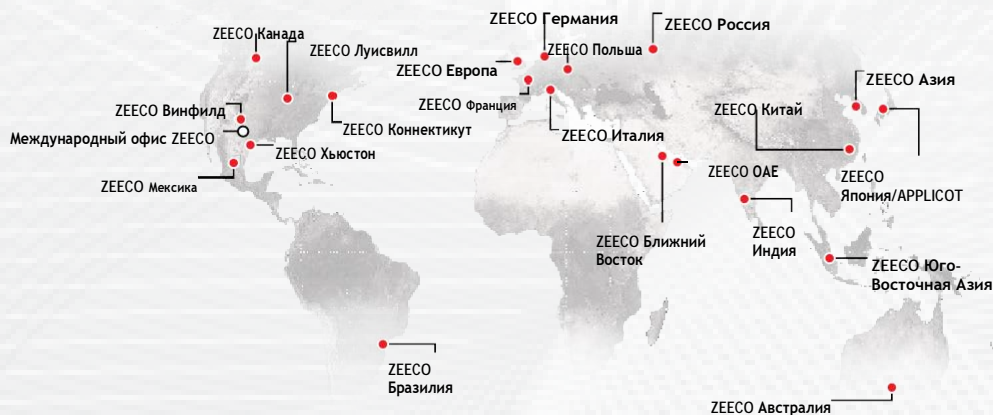 ZEECO Германия
ZEECO Россия
ZEECO Канада
ZEECO Луисвилл
ZEECO Польша
ZEECO Европа
ZEECO Азия
ZEECO Франция
ZEECO Винфилд
ZEECO Китай
ZEECO Коннектикут
ZEECO Италия
Международный офис ZEECO
ZEECO Хьюстон
ZEECO Мексика
ZEECO ОАЕ
ZEECO
Япония/APPLICOT
ZEECO Ближний
Восток
ZEECO
Индия
ZEECO Юго-
Восточная Азия
ZEECO
Бразилия
ZEECO Австралия